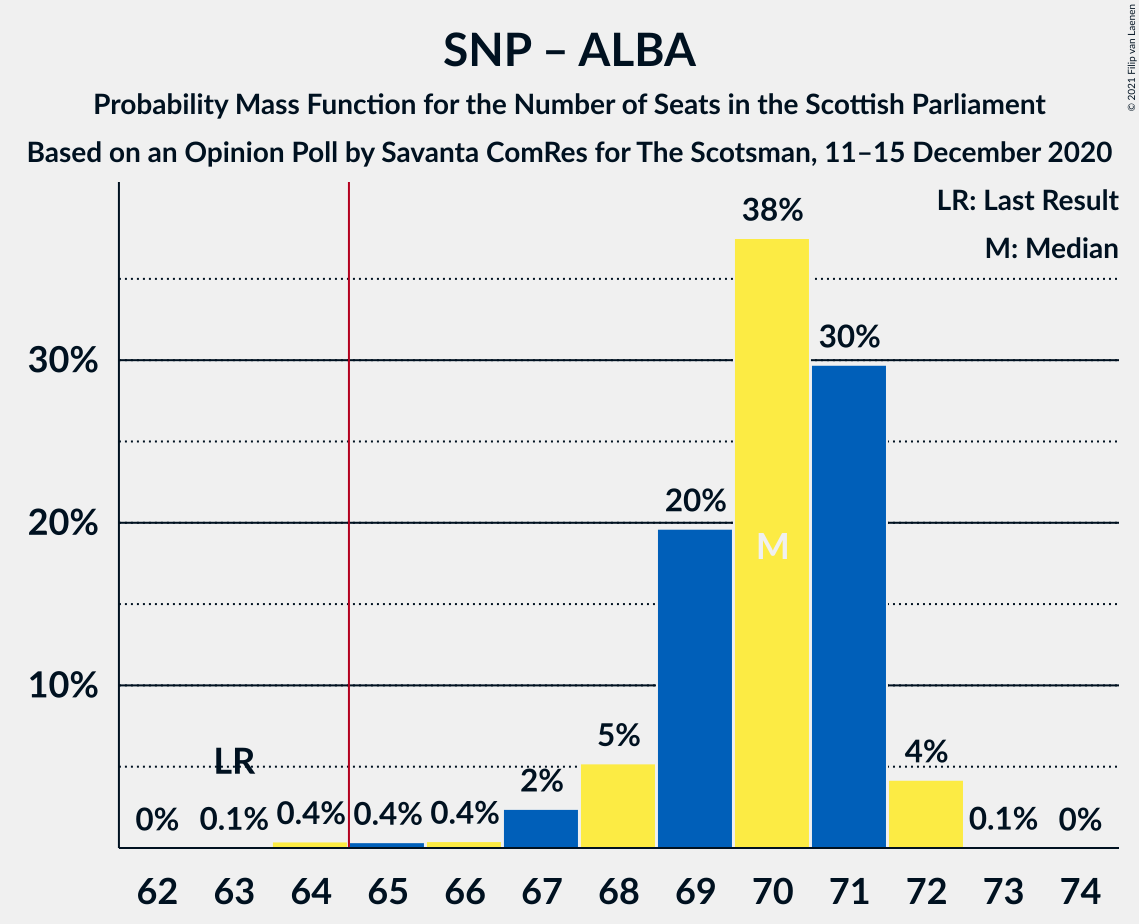 SNP – ALBA
Probability Mass Function for the Number of Seats in the Scottish Parliament
Based on an Opinion Poll by Savanta ComRes for The Scotsman, 11–15 December 2020
© 2021 Filip van Laenen
LR: Last Result
M: Median
38%
30%
30%
20%
20%
M
10%
LR
5%
2%
4%
0%
0.1%
0.4%
0.4%
0.4%
0.1%
0%
62 63 64 65 66 67 68 69 70 71 72 73 74